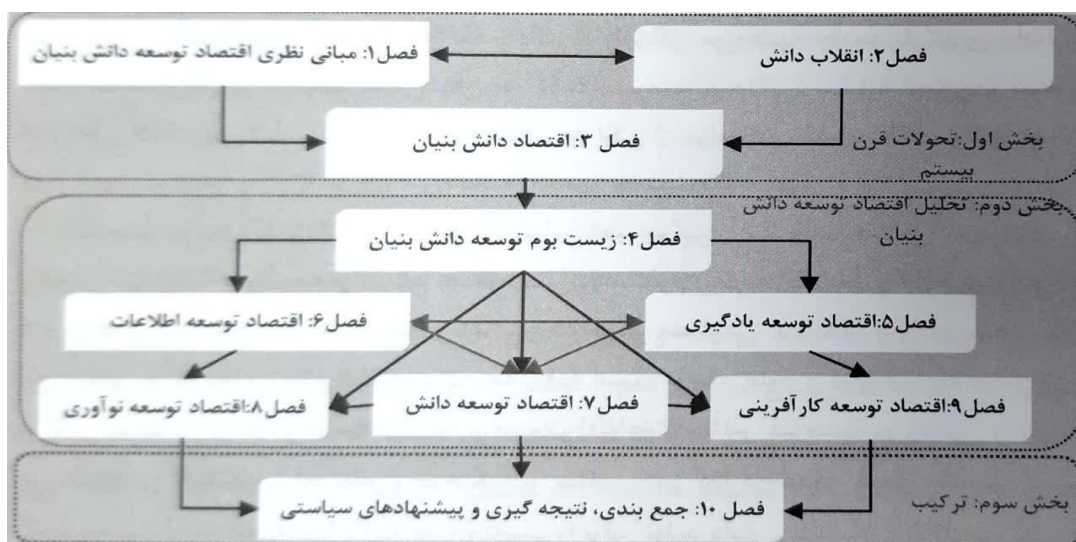 فصل۲: انقلاب دانش
فصل۱: مبانی نظری اقتصاد توسعه دانش بنیان
فصل ۳: اقتصاد دانش بنیان
بخش اول:تحولات قرن
بیستم
بخش دوم: تحلیل اقتصاد توسعه دانش
بنیان
فصل۴: زیست بوم توسعه دانش بنیان
فصل۵:اقتصاد توسعه یادگیری
فصل۶: اقتصاد توسعه اطلاعات
فصل۹:اقتصاد توسعه کارآفرینی
فصل۷: اقتصاد توسعه دانش
فصل۸:اقتصاد توسعه نوآوری
بخش سوم: ترکیب
فصل ۱۰: جمع بندی، نتیجه گیری و پیشنهادهای سیاستی